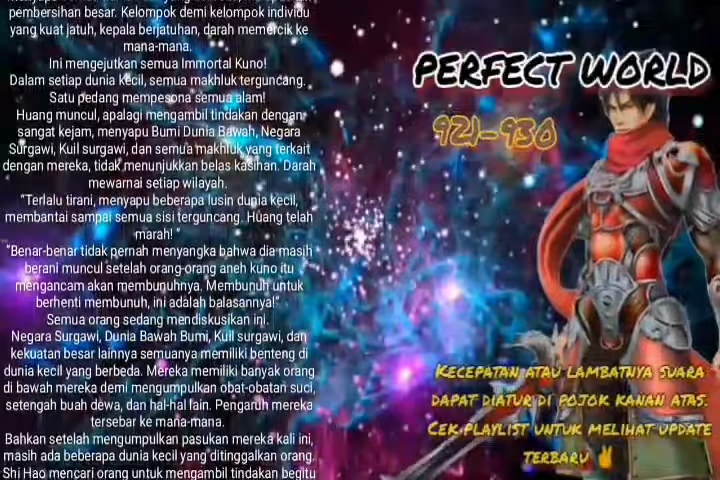 pembersihan besar. Kelompok demi kelompok individu
yang kuat jatuh, kepala berjatuhan, darah memercik ke
mana-mana.
Ini mengejutkan semua Immortal Kuno!
Dalam setiap dunia kecil, semua makhluk terguncang.
Satu pedang mempesona semua alam!
Huang muncul, apalagi mengambil tindakan dengan
sangat kejam, menyapu Bumi Dunia Bawah, Negara
Surgawi, Kuil surgawi, dan semua makhluk yang terkait
dengan mereka, tidak menunjukkan belas kasihan. Darah
mewarnai setiap wilayah.
“Terlalu tirani, menyapu beberapa lusin dunia kecil,
membantai sampai semua sisi terguncang. Huang telah
marah! ”
“Benar-benar tidak pernah menyangka bahwa dia masih
berani muncul setelah orang-orang aneh kuno itu
mengancam akan membunuhnya. Membunuh untuk
berhenti membunuh, ini adalah balasannya!”
Semua orang sedang mendiskusikan ini.
Negara Surgawi, Dunia Bawah Bumi, Kuil surgawi, dan
kekuatan besar lainnya semuanya memiliki benteng di
dunia kecil yang berbeda. Mereka memiliki banyak orang
di bawah mereka demi mengumpulkan obat-obatan suci,
setengah buah dewa, dan hal-hal lain. Pengaruh mereka
tersebar ke mana-mana.
Bahkan setelah mengumpulkan pasukan mereka kali ini,
masih ada beberapa dunia kecil yang ditinggalkan orang.
Shi Hao mencari orang untuk mengambil tindakan begitu
PERFECT WORLD
921-930
KECEPATAN ATAU LAMBATNYA SUARA
DAPAT DIATUR DI POJOK KANAN ATAS.
CEK PLAYLIST UNTUK MELIHAT UPDATE
TERBARU ✌